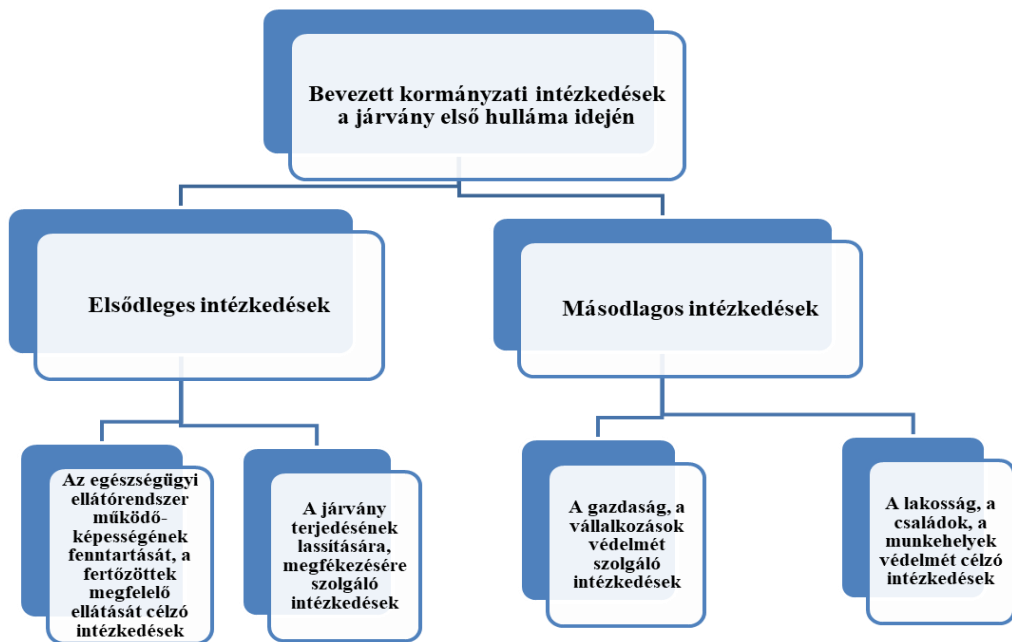 Bevezett kormányzati intézkedések
a járvány első hulláma idején
Elsődleges intézkedések
Másodlagos intézkedések
Az egészségügyi
ellátórendszer
működő-
képességének
fenntartását, a
fertőzöttek
megfelelő
ellátását célzó
intézkedések
A járvány
terjedésének
lassítására,
megfékezésére
szolgáló
intézkedések
A gazdaság, a
vállalkozások
védelmét
szolgáló
intézkedések
A lakosság, a
családok, a
munkehelyek
védelmét célzó
intézkedések